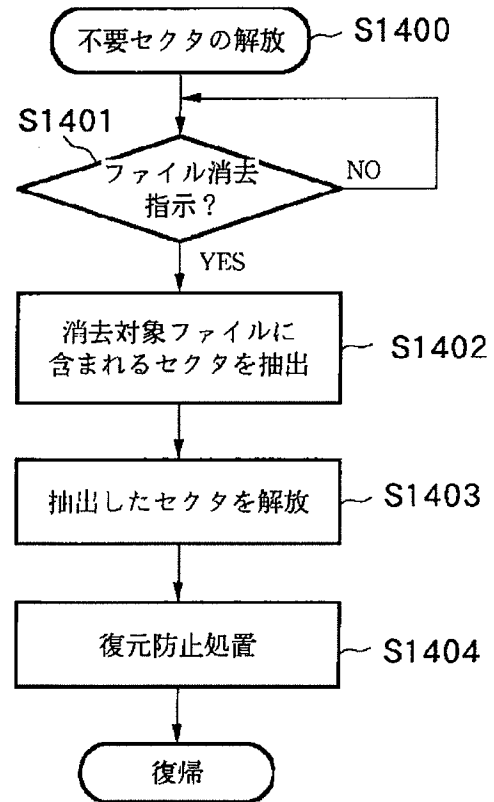 不要セクタの解放
S1400
S1401
ファイル消去
指示?
NO
YES
消去対象ファイルに
含まれるセクタを抽出
S1402
抽出したセクタを解放
S1403
復元防止処置
S1404
復帰